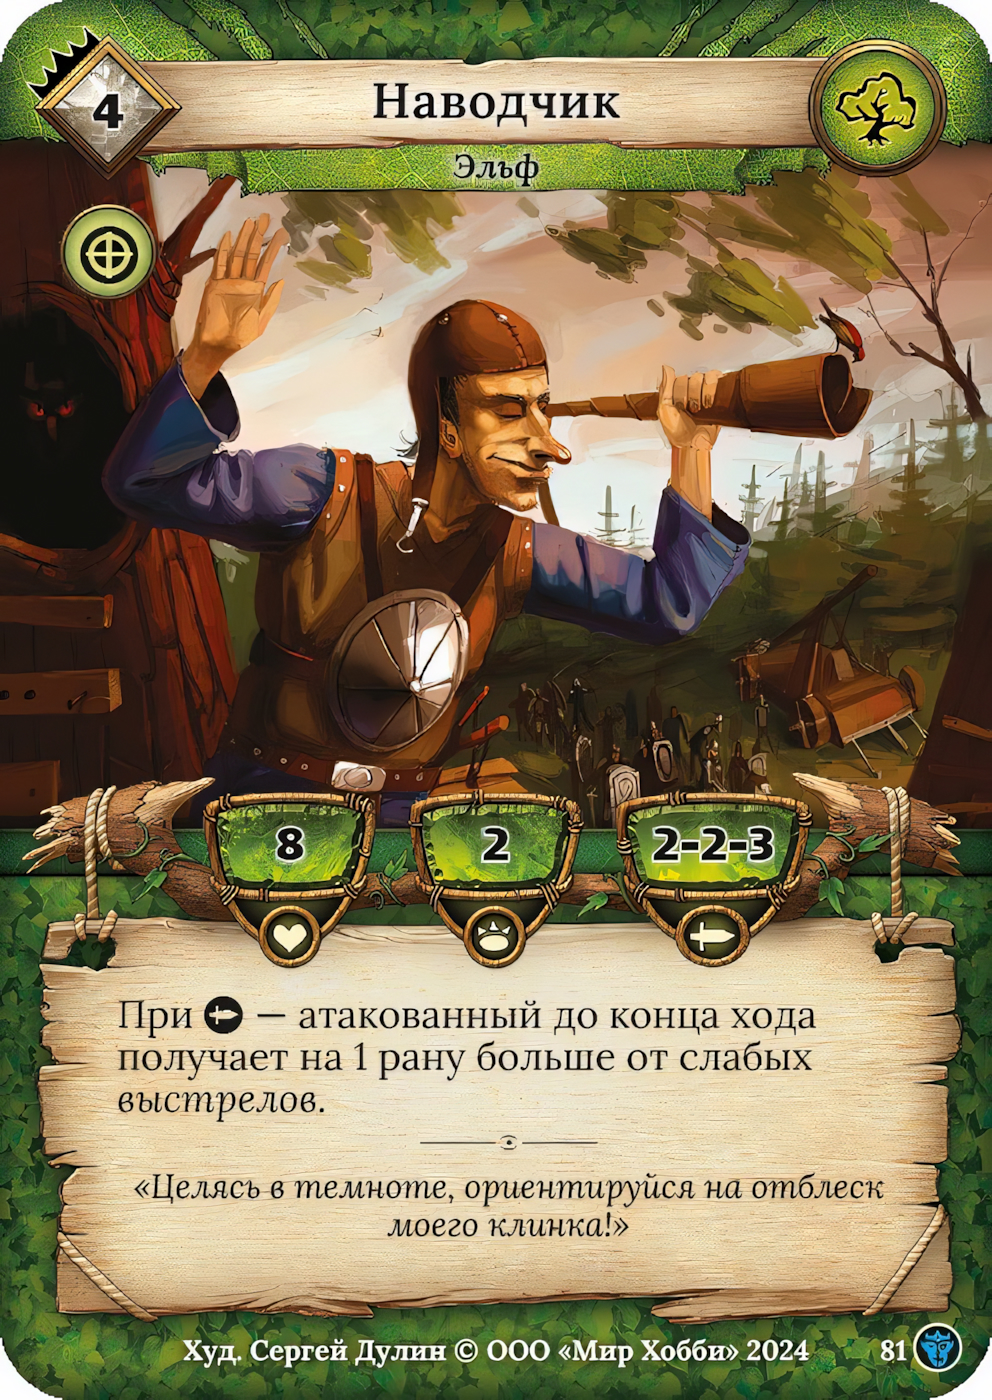 4
Наводчик
Эльф
8
2
2-2-3
При — атакованный до конца хода
получает на 1 рану больше от слабых
выстрелов.
«Целясь в темноте, ориентируйся на отблеск
моего клинка!»
Худ. Сергей Дулин © ООО «Мир Хобби» 2024
81